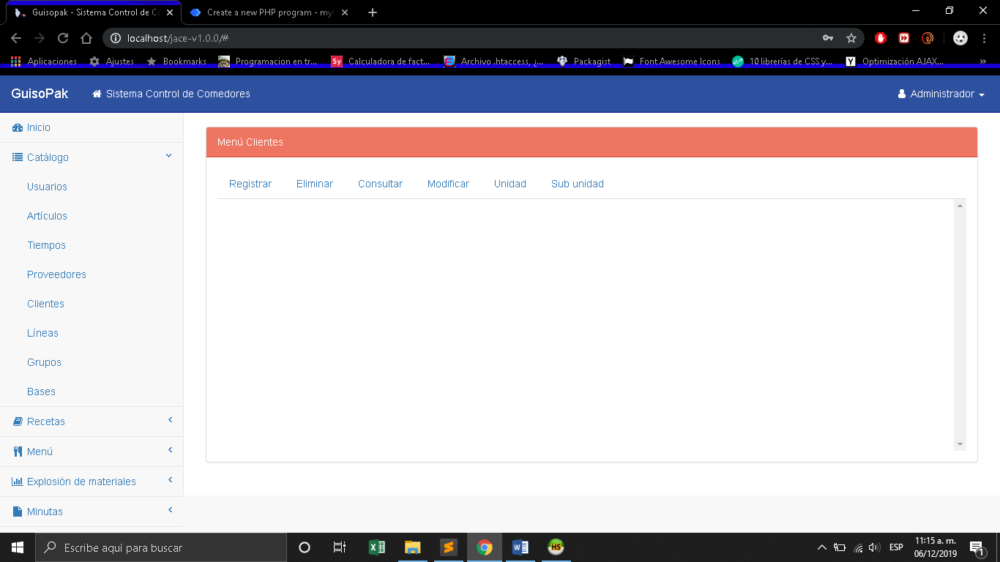 Guisopak - Sistema Control de Co
Create a new PHP program - my
localhost/jace-v1.0.0/#
Aplicaciones
Ajustes
Bookmarks
Programacion en tr...
Sy
Calculadora de fact...
Archivo .htaccess, ¿...
Packagist
Font Awesome Icons
10 librerías de CSS y...
Y
Optimización AJAX...
»
GuisoPak
Sistema Control de Comedores
Administrador
Inicio
Catálogo
Usuarios
Artículos
Tiempos
Proveedores
Clientes
Líneas
Grupos
Bases
Recetas
Menú
Explosión de materiales
Minutas
Menú Clientes
Registrar
Eliminar
Consultar
Modificar
Unidad
Sub unidad
Escribe aquí para buscar
HS
ESP
11:15 a. m.
06/12/2019
1